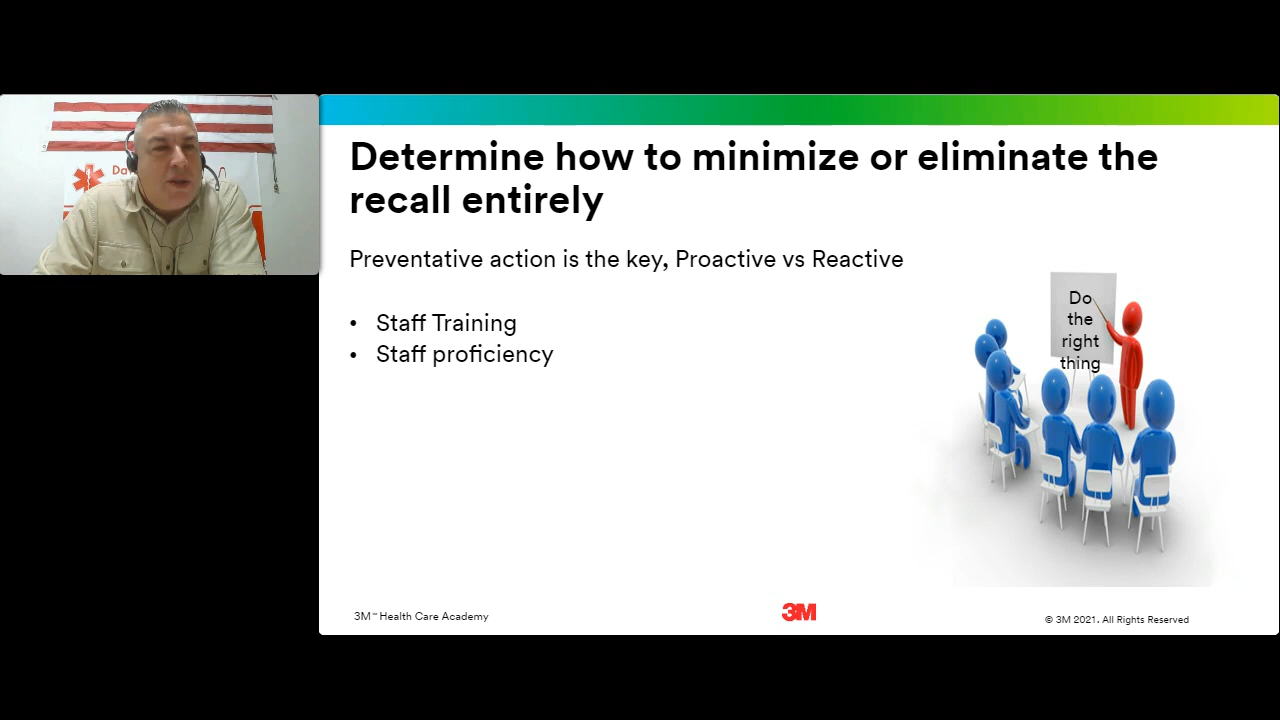 Determine how to minimize or eliminate the
recall entirely
Preventative action is the key, Proactive vs Reactive
• Staff Training
• Staff proficiency
Do
the
right
thing
3M™ Health Care Academy
3M
© 3M 2021. All Rights Reserved